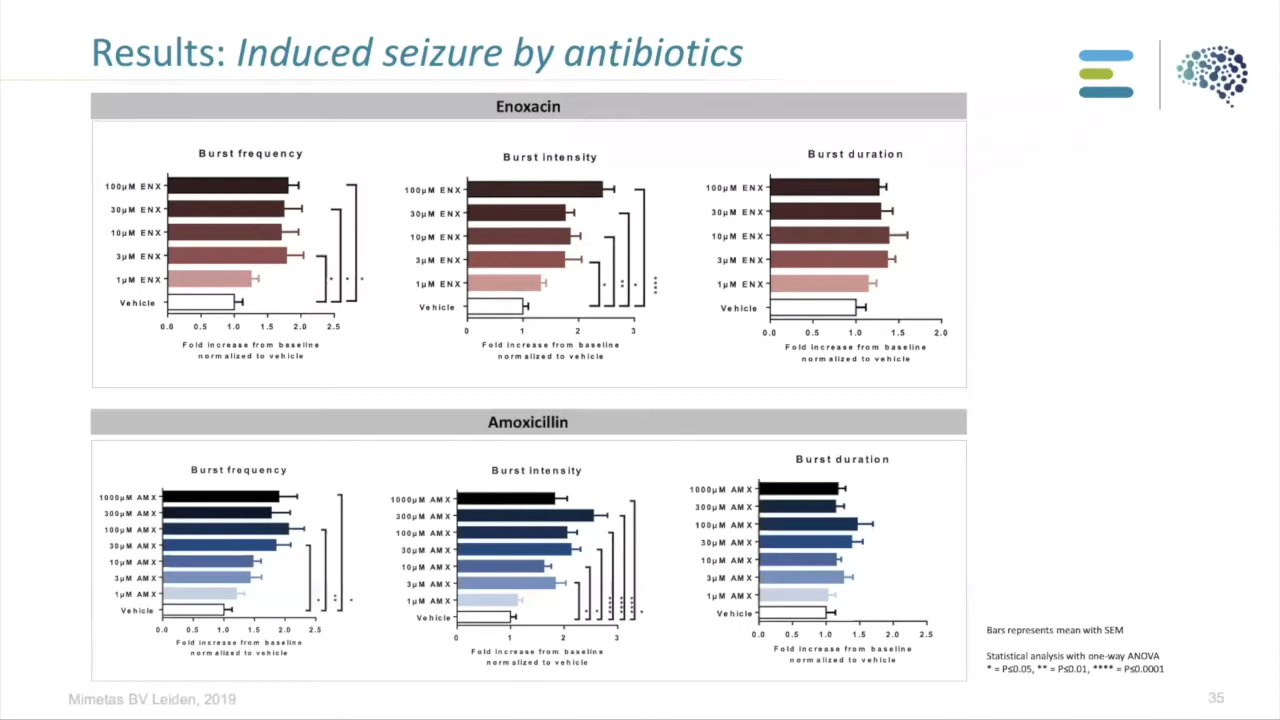 Results: Induced seizure by antibiotics
Enoxacin
Burst frequency
100µM ENX
30µM ENX
10µM ENX
3µM ENX
1µM ENX
Vehicle
0.0 0.5 1.0 1.5 2.0 2.5
Fold increase from baseline
normalized to vehicle
* * *
Burst intensity
100µM ENX
30µM ENX
10µM ENX
3µM ENX
1µM ENX
Vehicle
0 1 2 3
Fold increase from baseline
normalized to vehicle
* ** * ****
Burst duration
100µM ENX
30µM ENX
10µM ENX
3µM ENX
1µM ENX
Vehicle
0.0 0.5 1.0 1.5 2.0
Fold increase from baseline
normalized to vehicle
Amoxicillin
Burst frequency
1000µM AMX
300µM AMX
100µM AMX
30µM AMX
10µM AMX
3µM AMX
1µM AMX
Vehicle
0.0 0.5 1.0 1.5 2.0 2.5
Fold increase from baseline
normalized to vehicle
* ** *
Burst intensity
1000µM AMX
300µM AMX
100µM AMX
30µM AMX
10µM AMX
3µM AMX
1µM AMX
Vehicle
0 1 2 3
Fold increase from baseline
normalized to vehicle
Burst duration
1000µM AMX
300µM AMX
100µM AMX
30µM AMX
10µM AMX
3µM AMX
1µM AMX
Vehicle
0.0 0.5 1.0 1.5 2.0 2.5
Fold increase from baseline
normalized to vehicle
Bars represents mean with SEM
Statistical analysis with one-way ANOVA
* = P≤0.05, ** = P≤0.01, **** = P≤0.0001
Mimetas BV Leiden, 2019
35